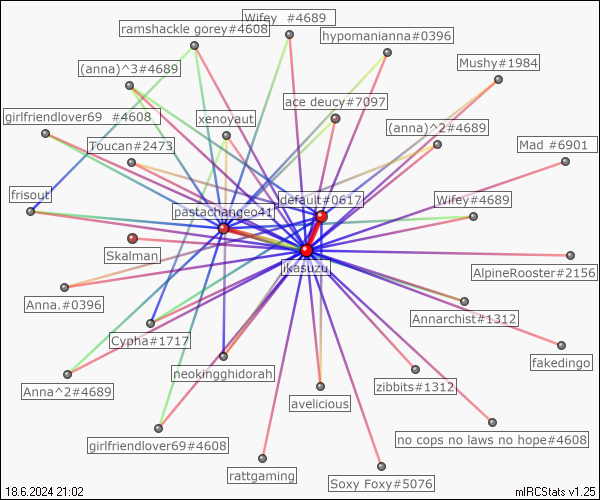 Wifey  #4689
ramshackle gorey#4608
hypomanianna#0396
(anna)^3#4689
Mushy#1984
ace deucy#7097
girlfriendlover69  #4608
xenoyaut
(anna)^2#4689
Toucan#2473
Mad #6901
frisout
default#0617
Wifey#4689
pastachangeo41
Skalman
jkasuzu
AlpineRooster#2156
Anna.#0396
Annarchist#1312
Cypha#1717
fakedingo
neokingghidorah
Anna^2#4689
zibbits#1312
avelicious
girlfriendlover69#4608
no cops no laws no hope#4608
rattgaming
Soxy Foxy#5076
18.6.2024 21:02
mIRCStats v1.25